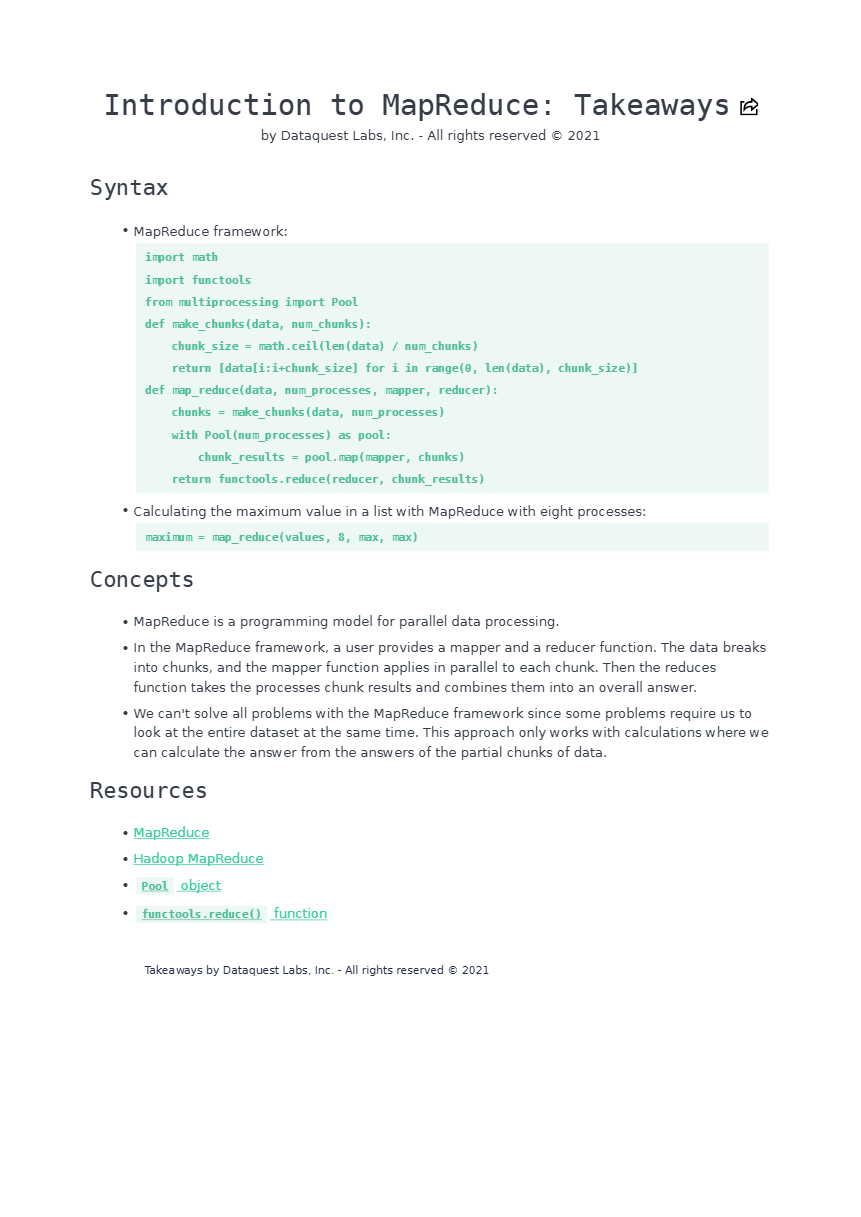 Introduction to MapReduce: Takeaways
by Dataquest Labs, Inc. - All rights reserved © 2021
Syntax
• MapReduce framework:
import math
import functools
from multiprocessing import Pool
def make_chunks(data, num_chunks):
    chunk_size = math.ceil(len(data) / num_chunks)
    return [data[i:i+chunk_size] for i in range(0, len(data), chunk_size)]
def map_reduce(data, num_processes, mapper, reducer):
    chunks = make_chunks(data, num_processes)
    with Pool(num_processes) as pool:
        chunk_results = pool.map(mapper, chunks)
    return functools.reduce(reducer, chunk_results)
• Calculating the maximum value in a list with MapReduce with eight processes:
maximum = map_reduce(values, 8, max, max)
Concepts
• MapReduce is a programming model for parallel data processing.
• In the MapReduce framework, a user provides a mapper and a reducer function. The data breaks
into chunks, and the mapper function applies in parallel to each chunk. Then the reduces
function takes the processes chunk results and combines them into an overall answer.
• We can't solve all problems with the MapReduce framework since some problems require us to
look at the entire dataset at the same time. This approach only works with calculations where we
can calculate the answer from the answers of the partial chunks of data.
Resources
• MapReduce
• Hadoop MapReduce
• Pool object
• functools.reduce() function
Takeaways by Dataquest Labs, Inc. - All rights reserved © 2021